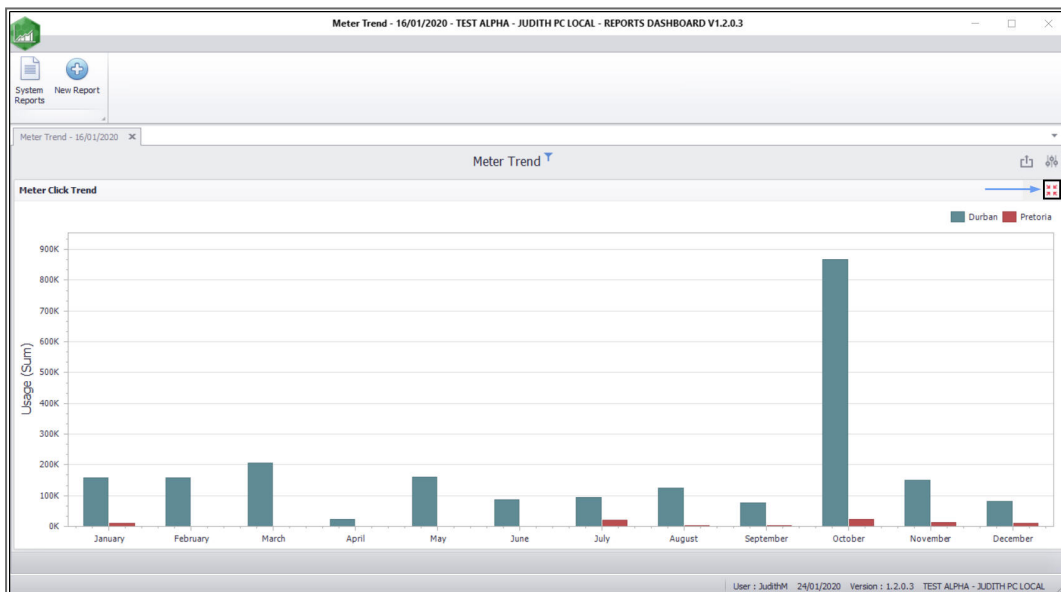 Meter Trend - 16/01/2020 - TEST ALPHA - JUDITH PC LOCAL - REPORTS DASHBOARD V1.2.0.3
System Reports
New Report
Meter Trend - 16/01/2020
Meter Trend
Meter Click Trend
Durban Pretoria
900K
800K
700K
600K
500K
400K
300K
200K
100K
0K
Usage (Sum)
January February March April May June July August September October November December
User : JudithM 24/01/2020 Version : 1.2.0.3 TEST ALPHA - JUDITH PC LOCAL